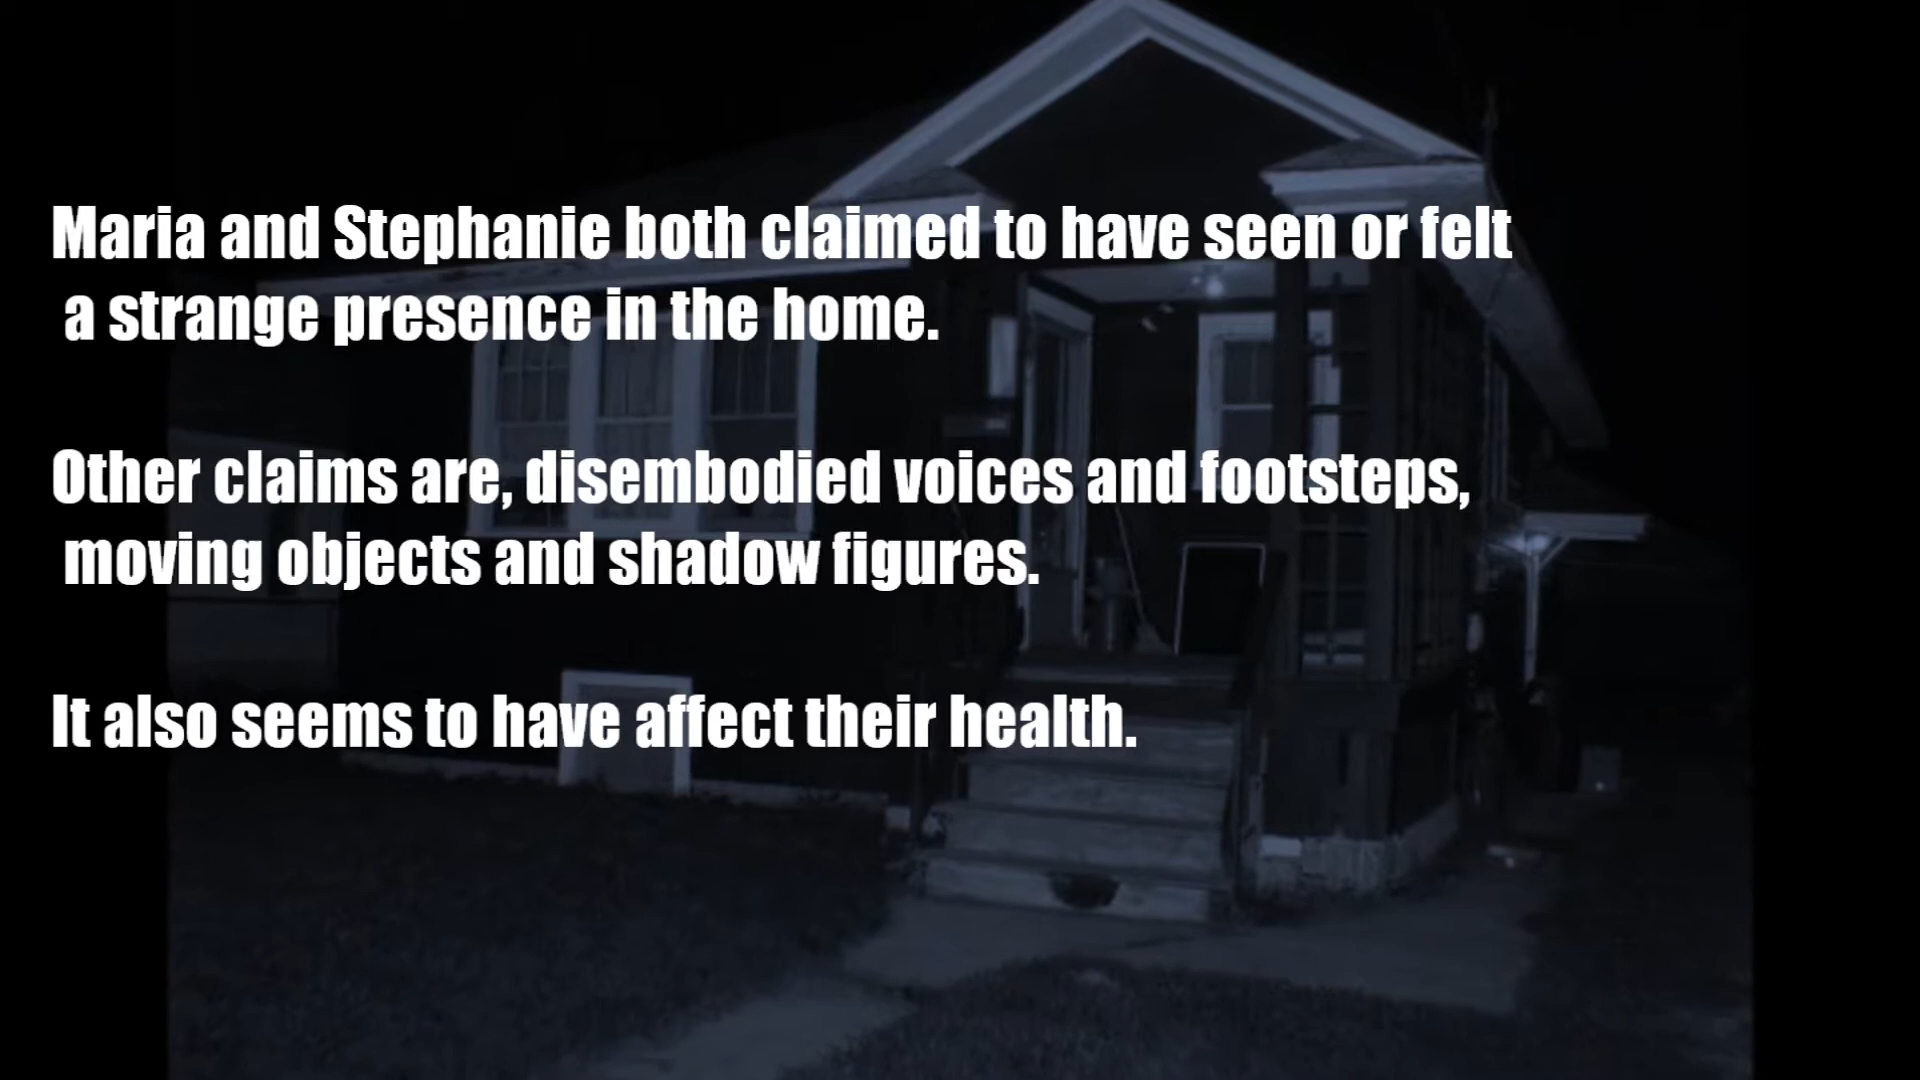 Maria and Stephanie both claimed to have seen or felt
a strange presence in the home.
Other claims are, disembodied voices and footsteps,
moving objects and shadow figures.
It also seems to have affect their health.